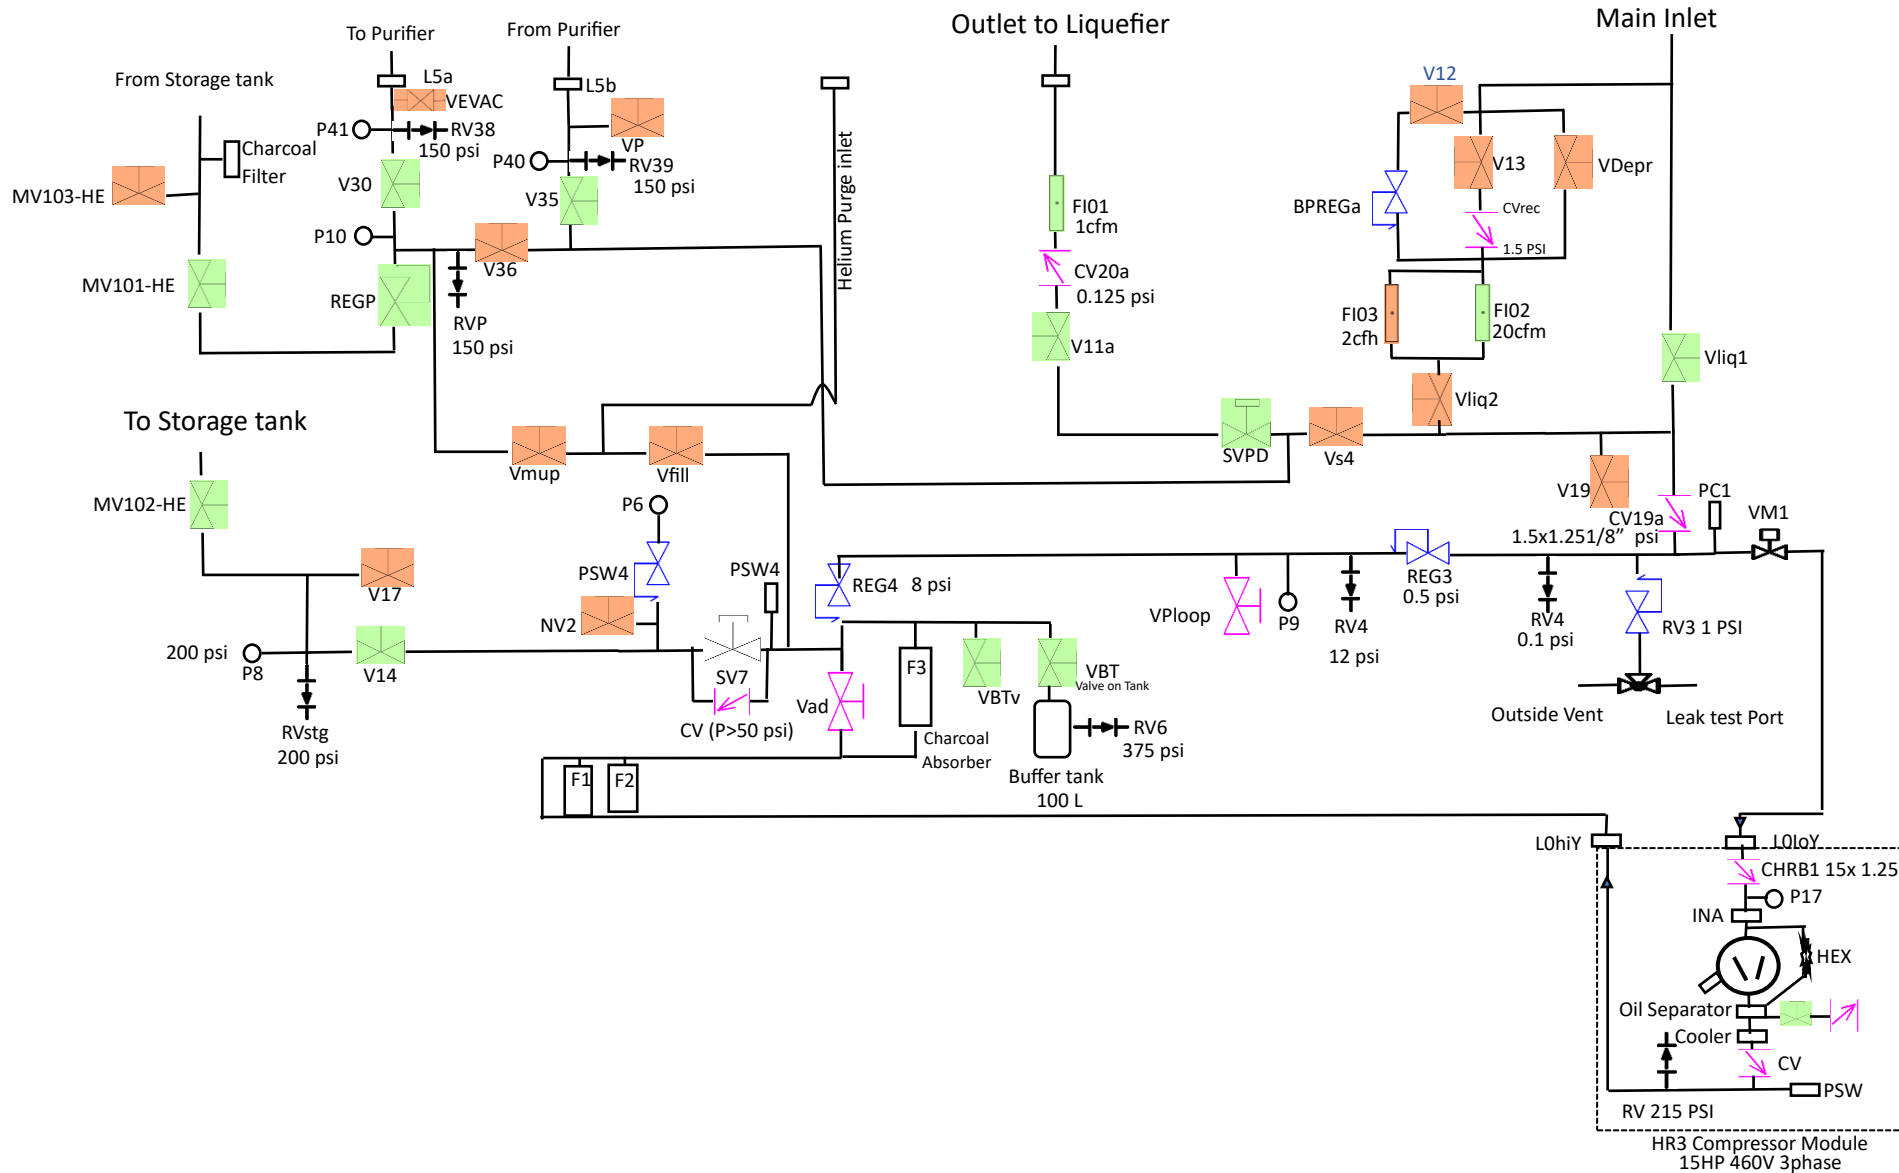 Outlet to Liquefier
Main Inlet
To Purifier
From Purifier
From Storage tank
L5a
VEVAC
L5b
V12
P41
RV38
150 psi
Charcoal
Filter
VP
P40
RV39
150 psi
Helium Purge inlet
V13
VDepr
MV103-HE
V30
V35
FI01
1cfm
BPREGa
CVrec
1.5 PSI
P10
V36
CV20a
0.125 psi
MV101-HE
REGP
RVP
150 psi
V11a
FI03
2cfh
FI02
20cfm
Vliq1
Vliq2
To Storage tank
Vmup
Vfill
SVPD
Vs4
V19
PC1
VM1
MV102-HE
P6
CV19a
1.5x1.251/8” psi
PSW4
PSW4
REG4 8 psi
V17
NV2
REG3
0.5 psi
VPloop
P9
RV4
12 psi
RV4
0.1 psi
RV3 1 PSI
200 psi
P8
V14
SV7
CV (P>50 psi)
Vad
F3
VBTv
VBT
Valve on Tank
RVstg
200 psi
Charcoal
Absorber
RV6
375 psi
Outside Vent
Leak test Port
F1
F2
Buffer tank
100 L
L0hiY
L0loY
CHRB1 15x 1.25
P17
INA
HEX
Oil Separator
Cooler
CV
PSW
RV 215 PSI
HR3 Compressor Module
15HP 460V 3phase